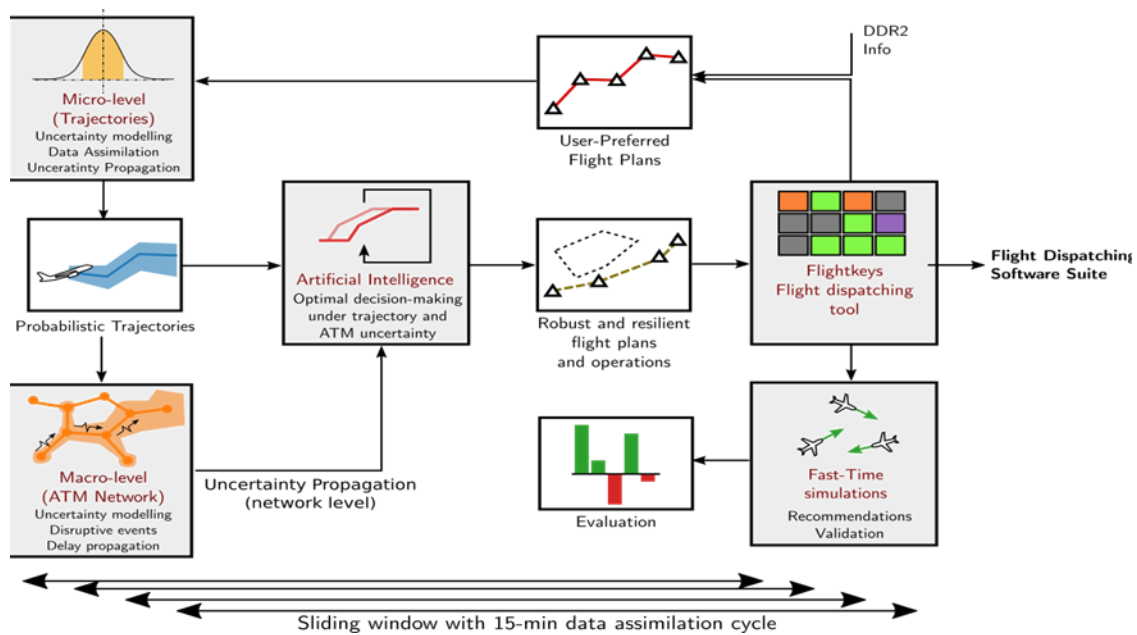 DDR2
Info
Micro-level
(Trajectories)
Uncertainty modelling
Data Assimilation
Unceratinty Propagation
User-Preferred
Flight Plans
Probabilistic Trajectories
Artificial Intelligence
Optimal decision-making
under trajectory and
ATM uncertainty
Robust and resilient
flight plans
and operations
Flightkeys
Flight dispatching
tool
Flight Dispatching
Software Suite
Macro-level
(ATM Network)
Uncertainty modelling
Disruptive events
Delay propagation
Uncertainty Propagation
(network level)
Evaluation
Fast-Time
simulations
Recommendations
Validation
Sliding window with 15-min data assimilation cycle